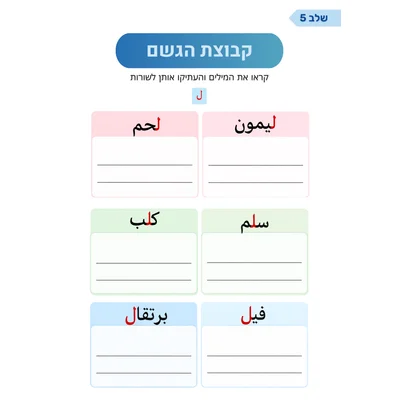 שלב 5
קבוצת הגשם
קראו את המילים והעתיקו אותן לשורות
ل
ليمون
لحم
سلم
كلب
فيل
برتقال